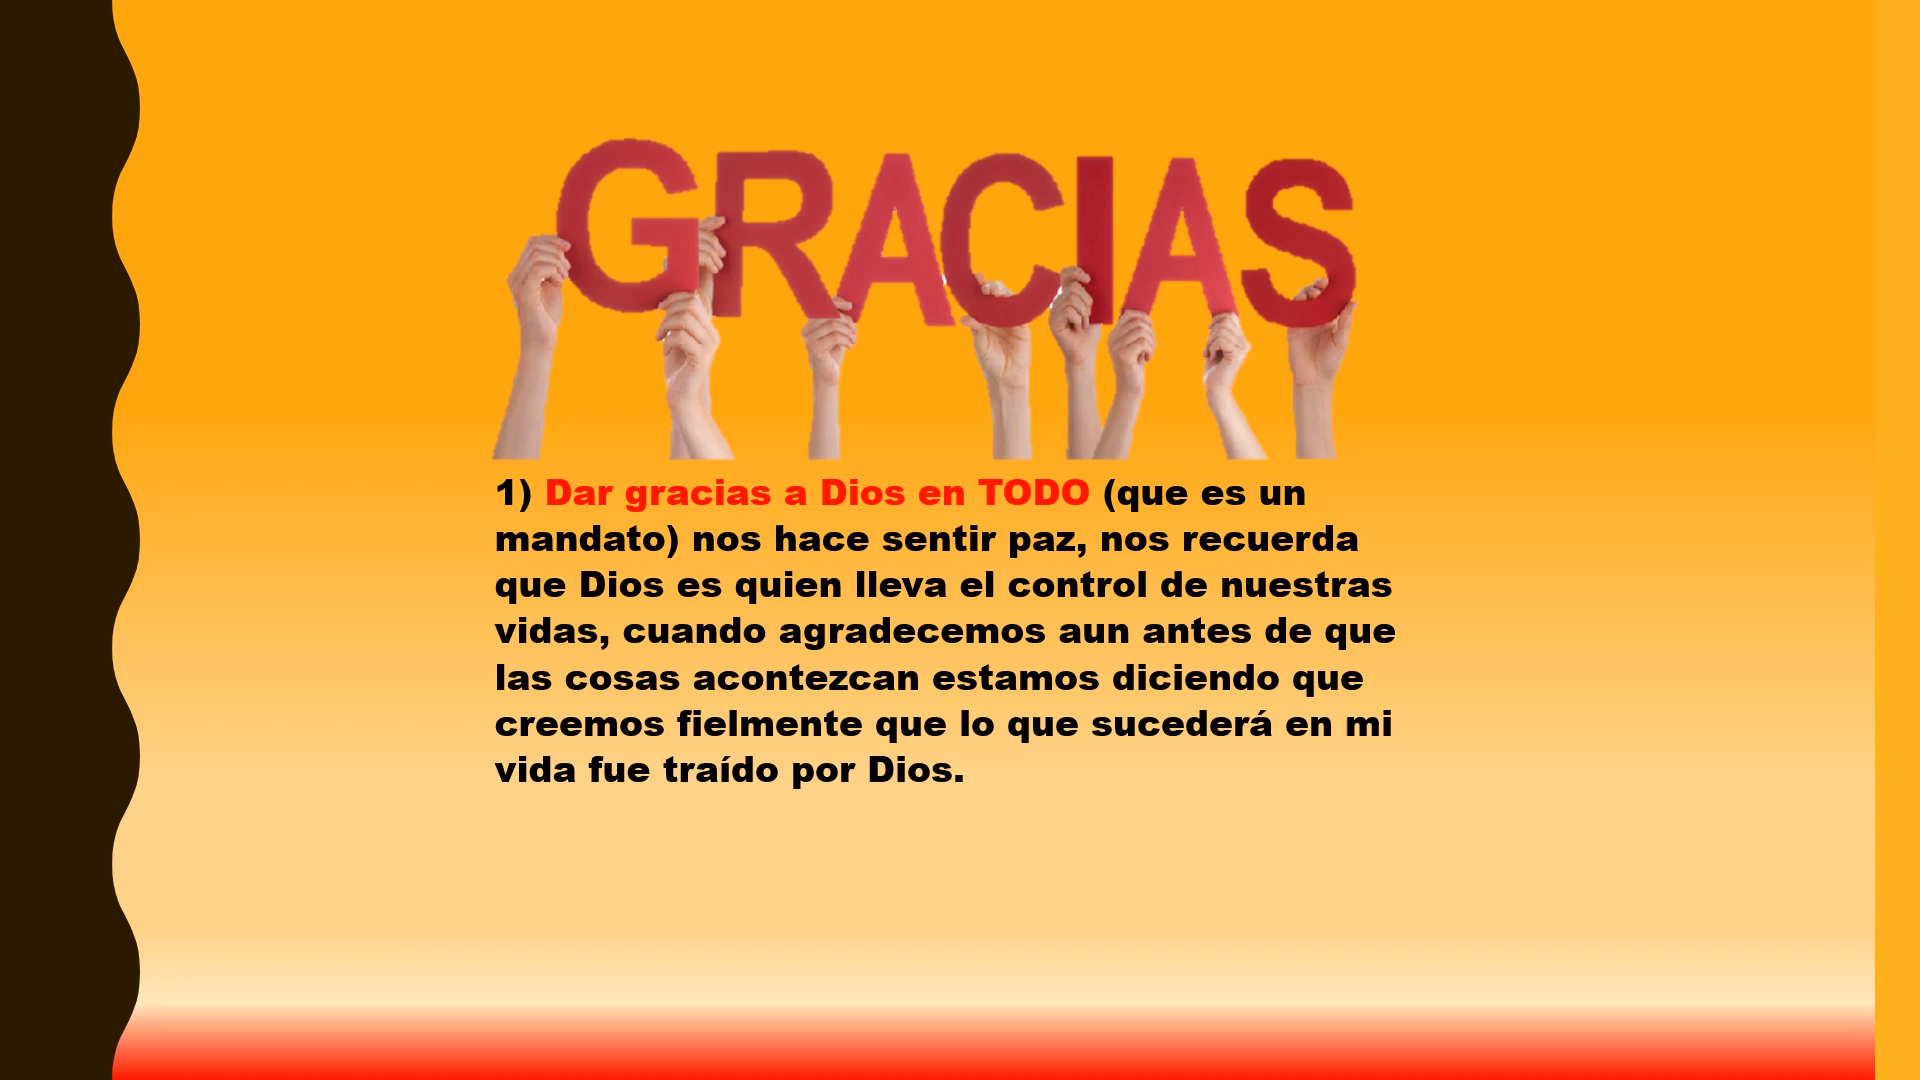 GRACIAS
1) Dar gracias a Dios en TODO (que es un
mandato) nos hace sentir paz, nos recuerda
que Dios es quien lleva el control de nuestras
vidas, cuando agradecemos aun antes de que
las cosas acontezcan estamos diciendo que
creemos fielmente que lo que sucederá en mi
vida fue traído por Dios.